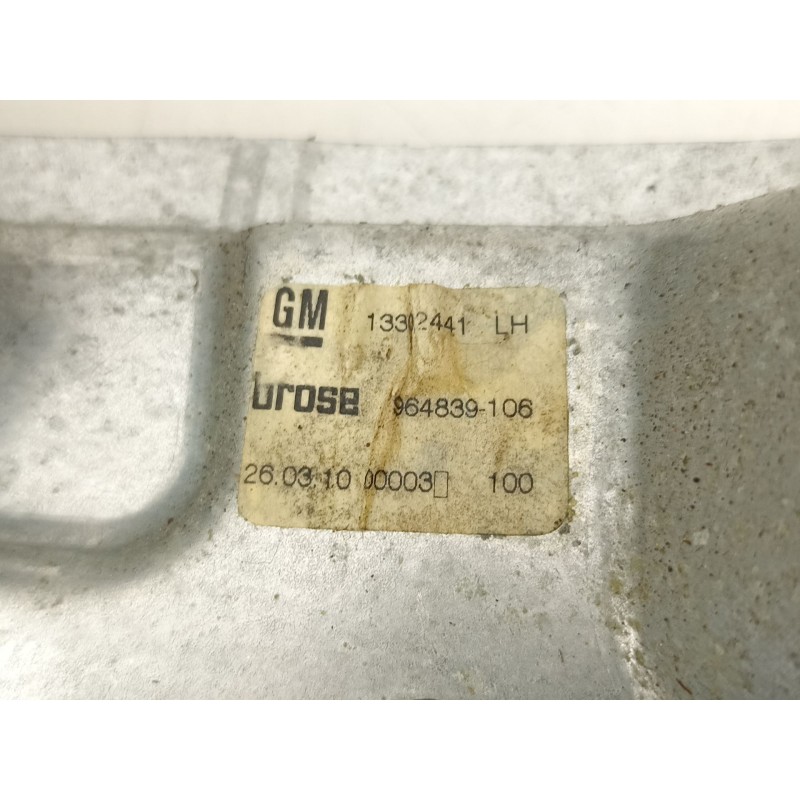 GM 13302441 LH
brose 964839-106
26.03.10 00003 100